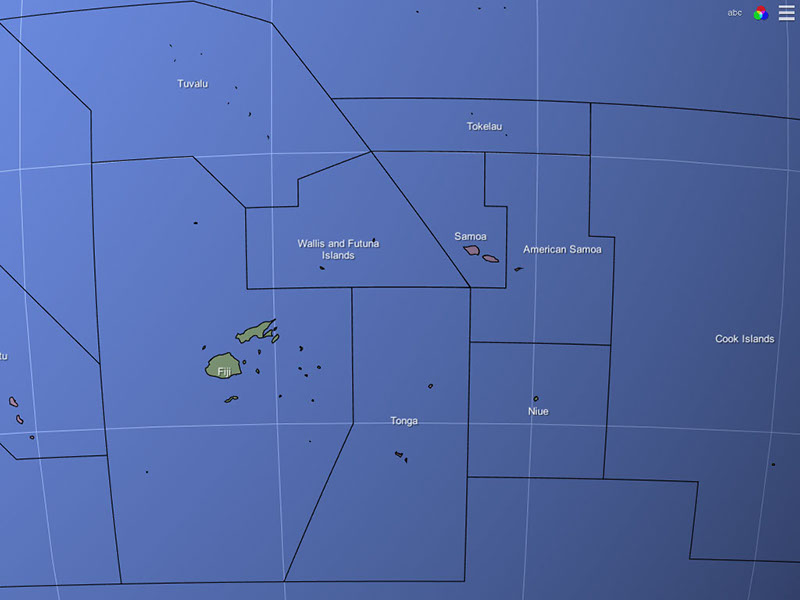 abc
Tuvalu
Tokelau
Samoa
Wallis and Futuna
Islands
American Samoa
Cook Islands
tu
Fiji
Niue
Tonga